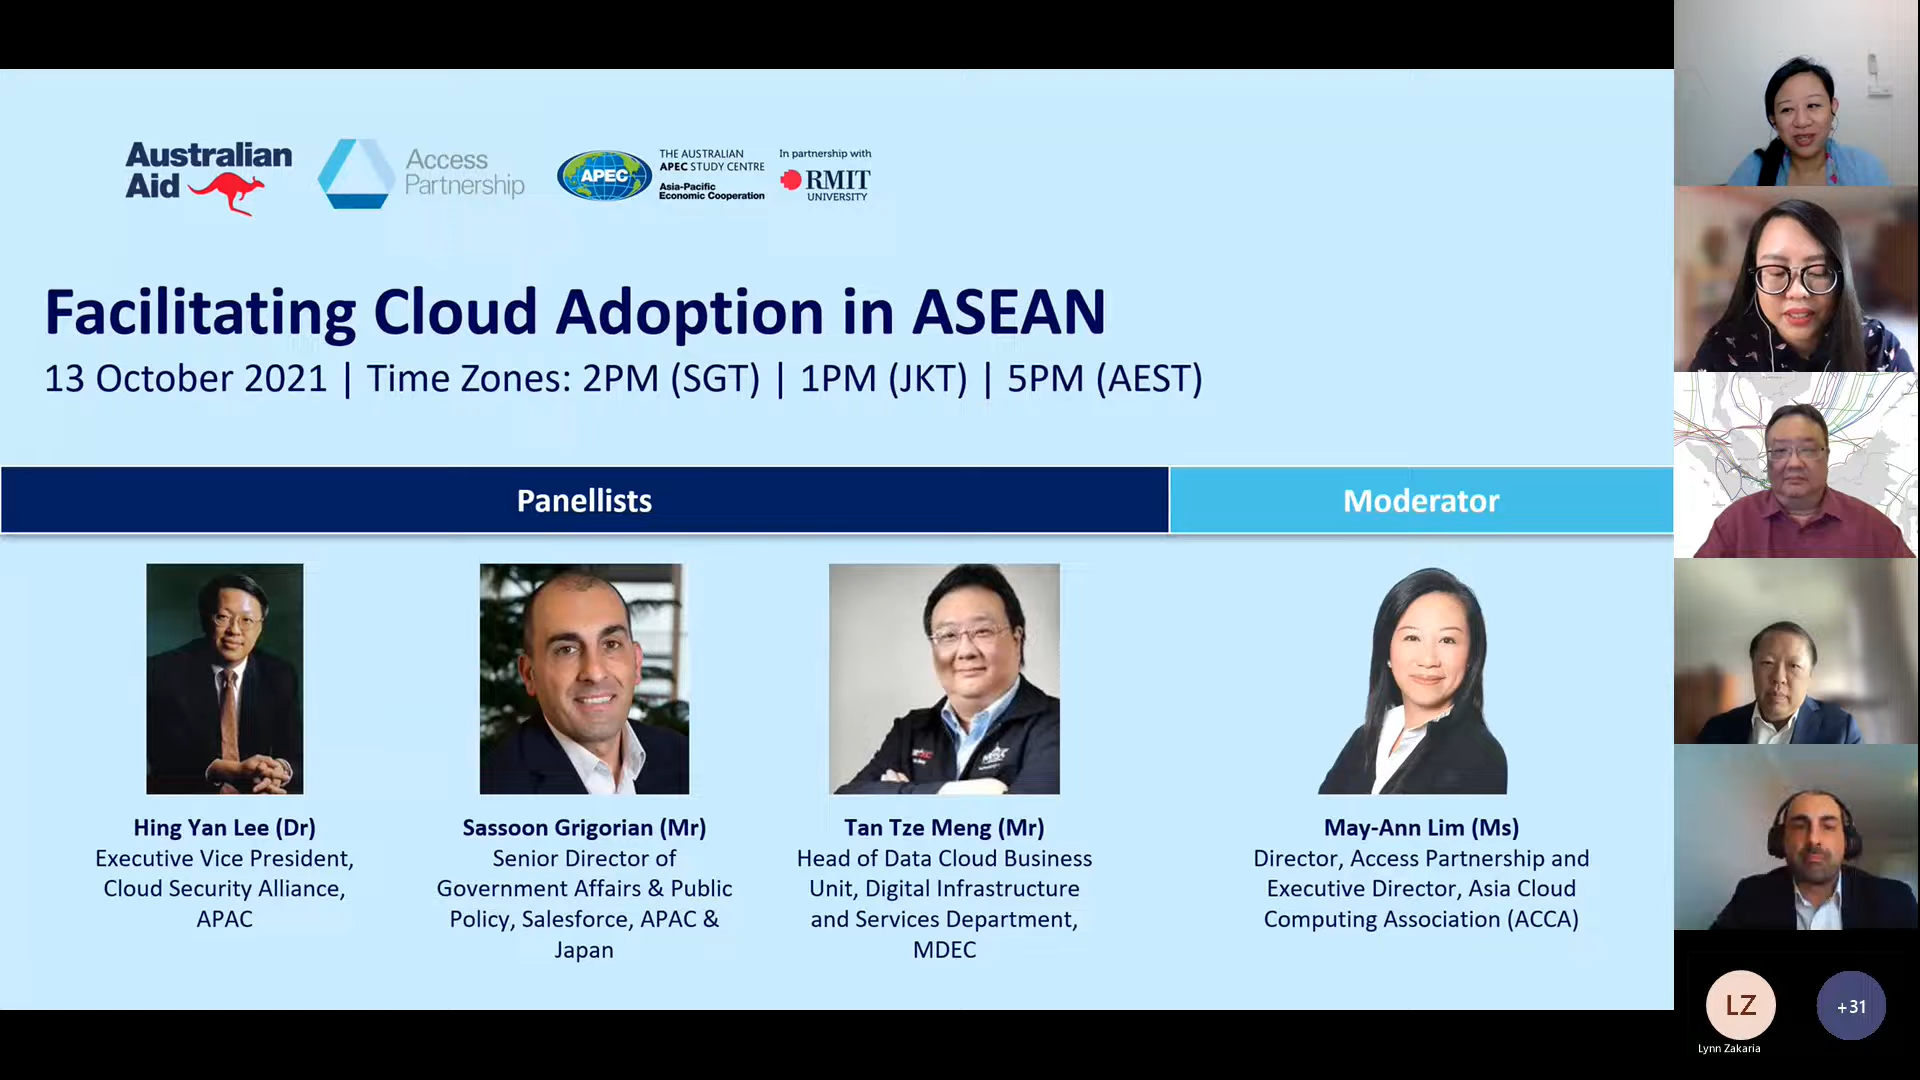 Australian
Aid
Access
Partnership
APEC
THE AUSTRALIAN
APEC STUDY CENTRE
Asia-Pacific
Economic Cooperation
In partnership with
RMIT
UNIVERSITY
Facilitating Cloud Adoption in ASEAN
13 October 2021 | Time Zones: 2PM (SGT) | 1PM (JKT) | 5PM (AEST)
Panellists
Moderator
Hing Yan Lee (Dr)
Executive Vice President,
Cloud Security Alliance,
APAC
Sassoon Grigorian (Mr)
Senior Director of
Government Affairs & Public
Policy, Salesforce, APAC &
Japan
Tan Tze Meng (Mr)
Head of Data Cloud Business
Unit, Digital Infrastructure
and Services Department,
MDEC
May-Ann Lim (Ms)
Director, Access Partnership and
Executive Director, Asia Cloud
Computing Association (ACCA)
LZ
Lynn Zakaria
+31